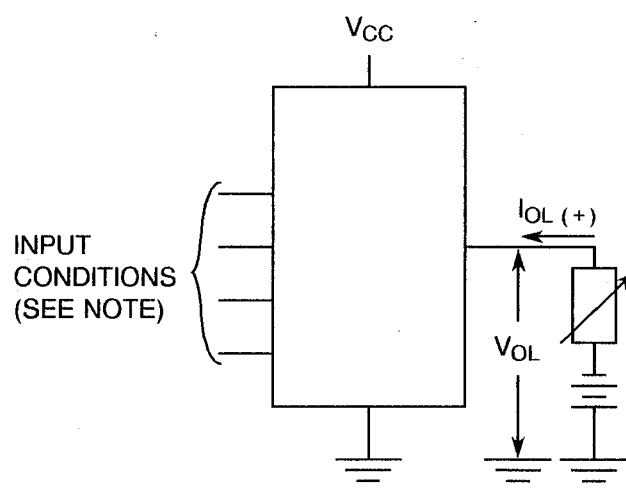 VCC
IOL (+)
INPUT
CONDITIONS
(SEE NOTE)
VOL